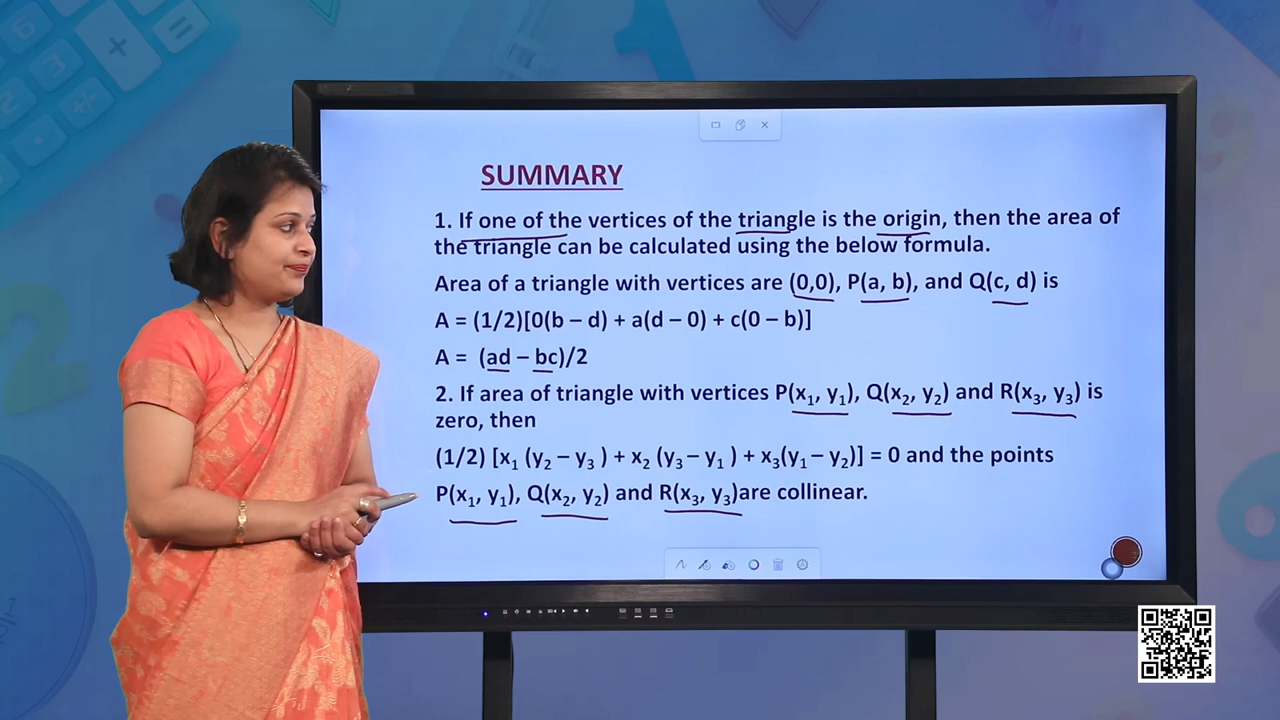 SUMMARY
1. If one of the vertices of the triangle is the origin, then the area of
the triangle can be calculated using the below formula.
Area of a triangle with vertices are (0,0), P(a, b), and Q(c, d) is
A = (1/2)[0(b – d) + a(d – 0) + c(0 – b)]
A = (ad – bc)/2
2. If area of triangle with vertices P(x₁, y₁), Q(x₂, y₂) and R(x₃, y₃) is
zero, then
(1/2) [x₁ (y₂ – y₃ ) + x₂ (y₃ – y₁ ) + x₃(y₁ – y₂)] = 0 and the points
P(x₁, y₁), Q(x₂, y₂) and R(x₃, y₃)are collinear.